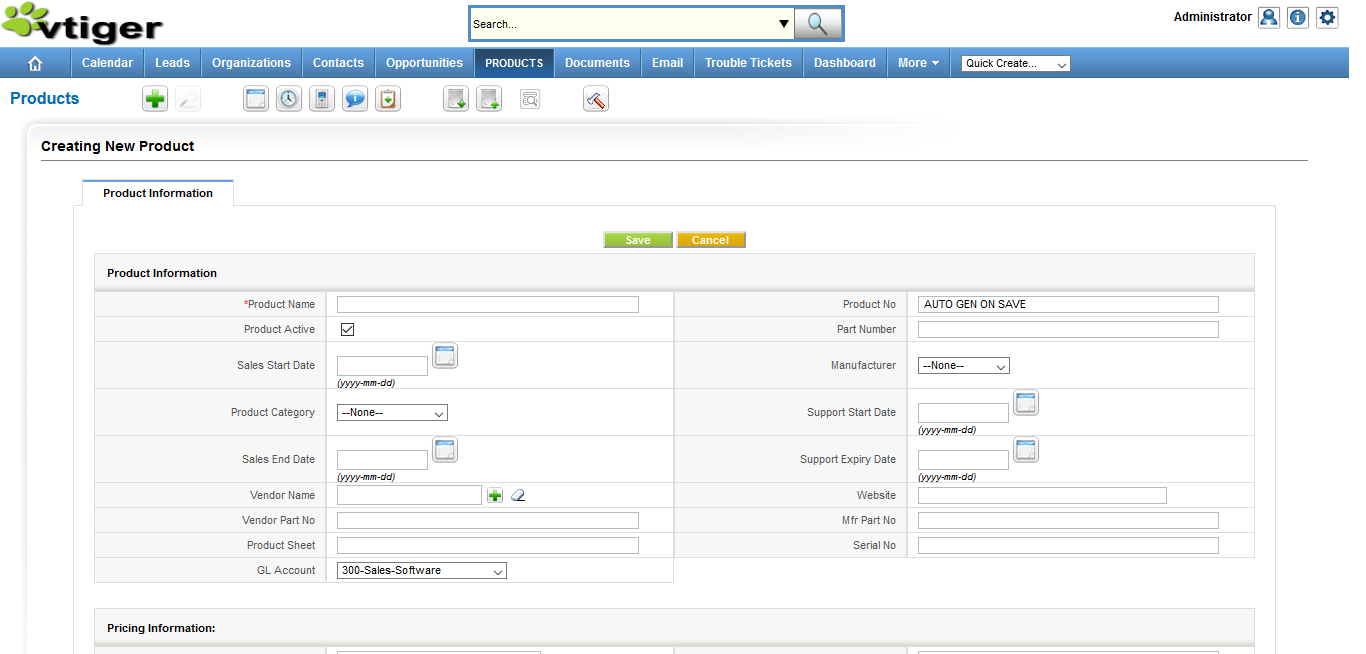 vtiger
Search...
Administrator
Calendar Leads Organizations Contacts Opportunities PRODUCTS Documents Email Trouble Tickets Dashboard More Quick Create...
Products
Creating New Product
Product Information
Save Cancel
Product Information
*Product Name Product No AUTO GEN ON SAVE
Product Active Part Number
Sales Start Date (yyyy-mm-dd) Manufacturer --None--
Product Category --None-- Support Start Date (yyyy-mm-dd)
Sales End Date (yyyy-mm-dd) Support Expiry Date (yyyy-mm-dd)
Vendor Name Website
Vendor Part No Mfr Part No
Product Sheet Serial No
GL Account 300-Sales-Software
Pricing Information: